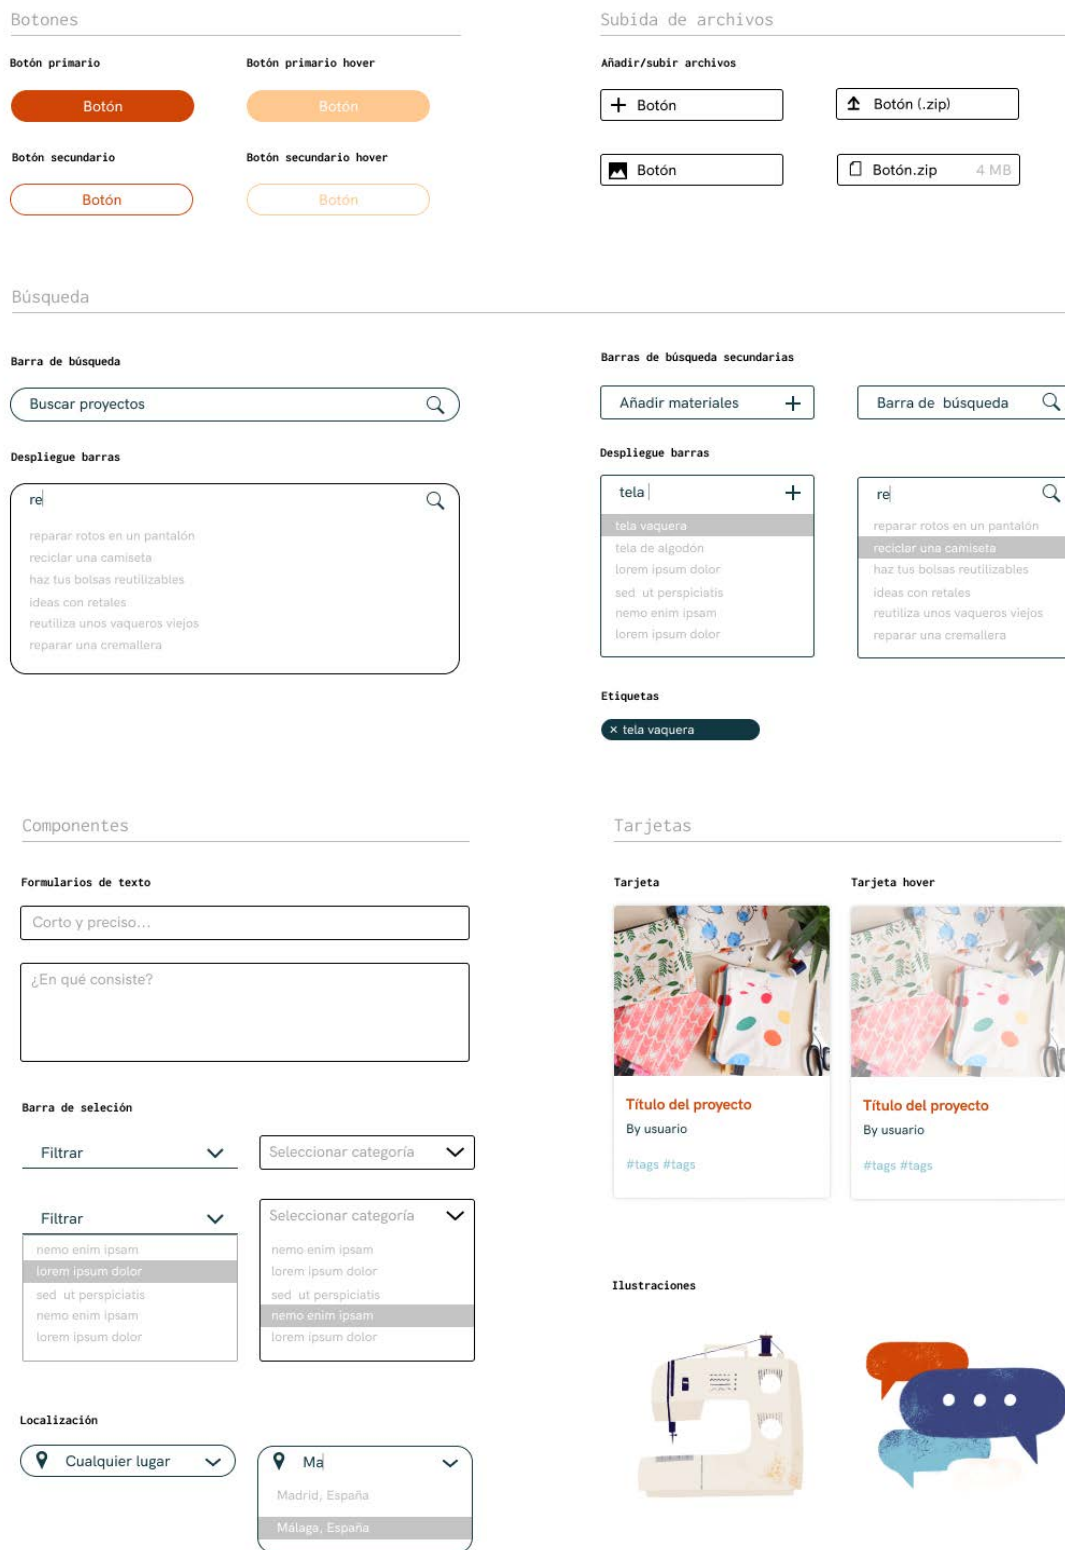 Botones
Botón primario
Botón primario hover
Botón
Botón
Botón secundario
Botón secundario hover
Botón
Botón
Subida de archivos
Añadir/subir archivos
Botón
Botón (.zip)
Botón
Botón.zip 4 MB
Búsqueda
Barra de búsqueda
Buscar proyectos
Despliegue barras
re
reparar rotos en un pantalón
reciclar una camiseta
haz tus bolsas reutilizables
ideas con retales
reutiliza unos vaqueros viejos
reparar una cremallera
Barras de búsqueda secundarias
Añadir materiales
Barra de búsqueda
Despliegue barras
tela
tela vaquera
tela de algodón
lorem ipsum dolor
sed ut perspiciatis
nemo enim ipsam
lorem ipsum dolor
re
reparar rotos en un pantalón
reciclar una camiseta
haz tus bolsas reutilizables
ideas con retales
reutiliza unos vaqueros viejos
reparar una cremallera
Etiquetas
× tela vaquera
Componentes
Formularios de texto
Corto y preciso...
¿En qué consiste?
Barra de seleción
Filtrar
Seleccionar categoría
Filtrar
nemo enim ipsam
lorem ipsum dolor
sed ut perspiciatis
nemo enim ipsam
lorem ipsum dolor
Seleccionar categoría
nemo enim ipsam
lorem ipsum dolor
sed ut perspiciatis
nemo enim ipsam
lorem ipsum dolor
Localización
Cualquier lugar
Ma
Madrid, España
Málaga, España
Tarjetas
Tarjeta
Tarjeta hover
Título del proyecto
By usuario
#tags #tags
Título del proyecto
By usuario
#tags #tags
Ilustraciones